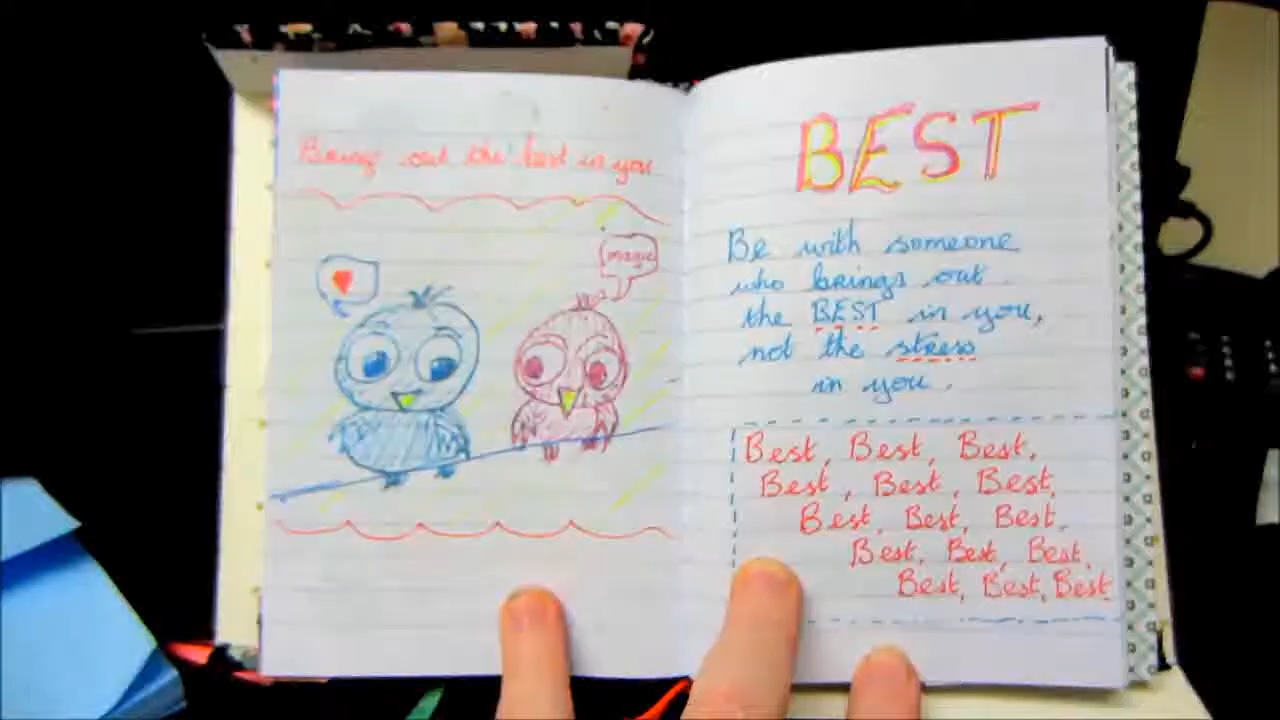 Bring out the best in you
magic
BEST
Be with someone
who brings out
the BEST in you,
not the stress
in you.
Best, Best, Best,
Best, Best, Best,
Best, Best, Best,
Best, Best, Best,
Best, Best, Best